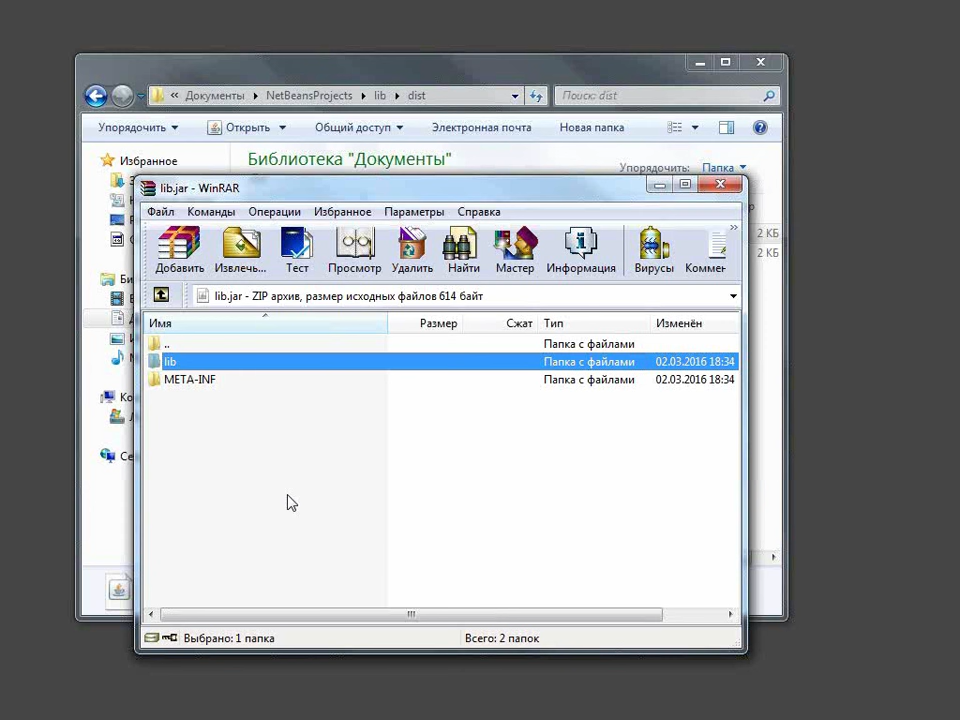 « Документы NetBeansProjects lib dist
Поиск: dist
Упорядочить Открыть Общий доступ Электронная почта Новая папка
Избранное
Библиотека "Документы"
Упорядочить: Папка
lib.jar - WinRAR
Файл Команды Операции Избранное Параметры Справка
2 КБ
2 КБ
Добавить Извлечь... Тест Просмотр Удалить Найти Мастер Информация Вирусы Коммен
lib.jar - ZIP архив, размер исходных файлов 614 байт
Имя Размер Сжат Тип Изменён
.. Папка с файлами
lib Папка с файлами 02.03.2016 18:34
META-INF Папка с файлами 02.03.2016 18:34
Выбрано: 1 папка Всего: 2 папок